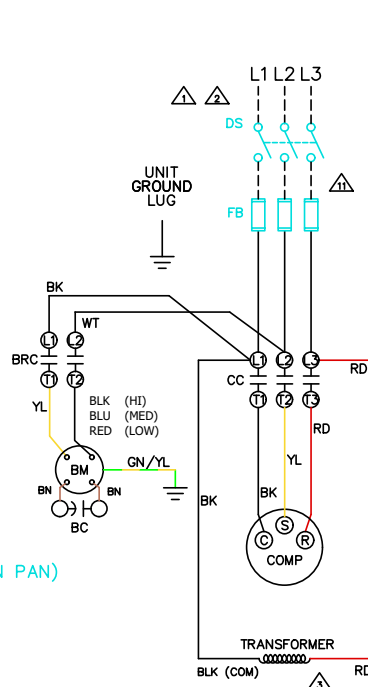 L1 L2 L3
1 2
DS
UNIT
GROUND
LUG
11
FB
BK
WT
L1 L2
BRC
T1 T2
L1 L2 L3
RD
CC
T1 T2 T3
YL
BLK (HI)
BLU (MED)
RED (LOW)
RD
YL
BM
GN/YL
BN BN
BC
BK
BK
S
C R
COMP
N PAN)
TRANSFORMER
BLK (COM)
RD
3